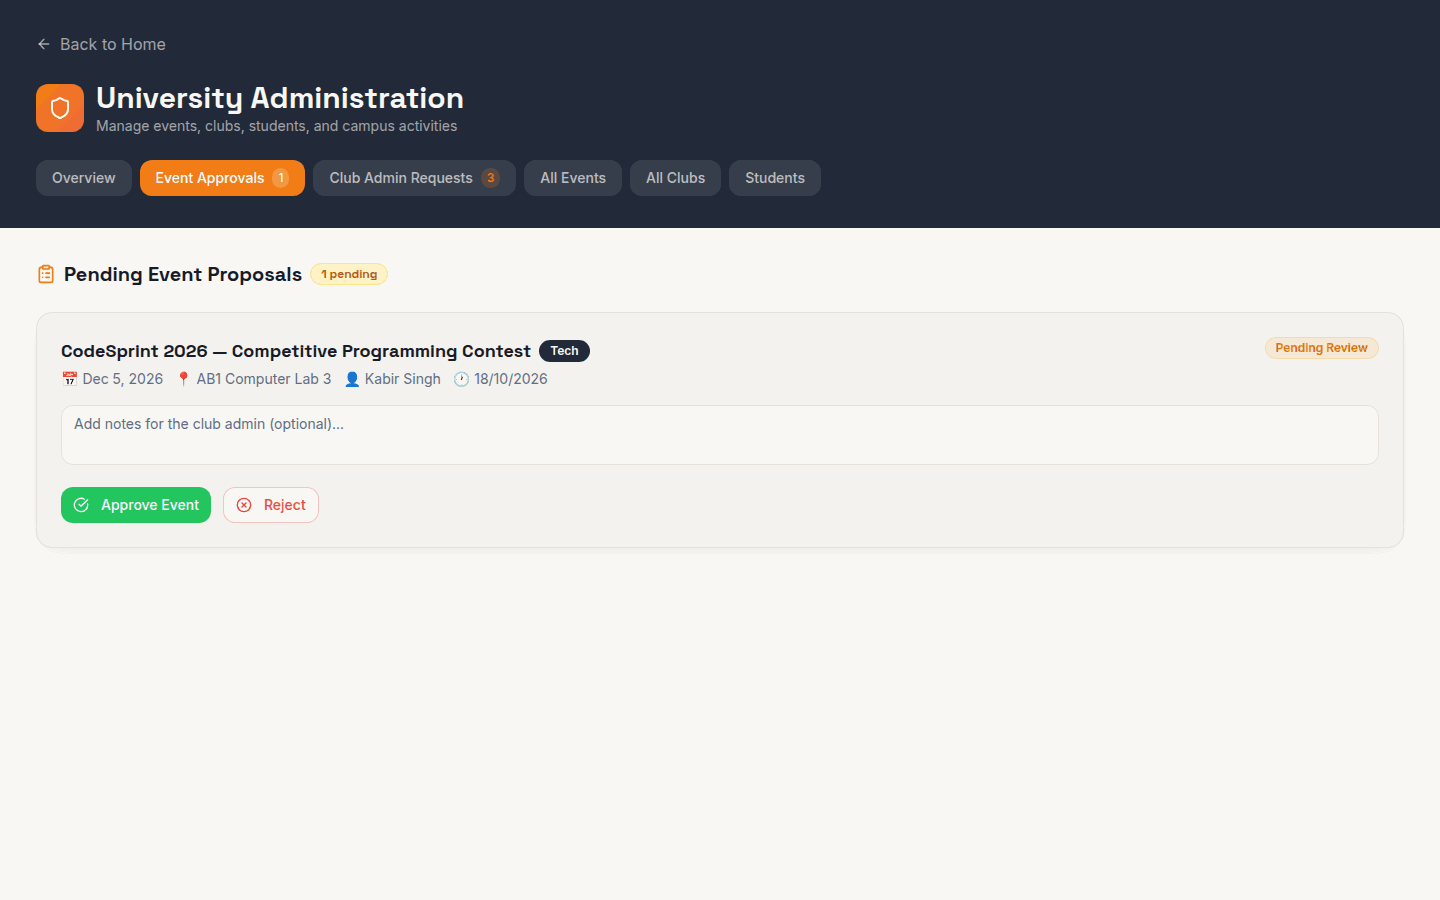 Back to Home
University Administration
Manage events, clubs, students, and campus activities
Overview Event Approvals 1 Club Admin Requests 3 All Events All Clubs Students
Pending Event Proposals 1 pending
CodeSprint 2026 — Competitive Programming Contest Tech Pending Review
Dec 5, 2026 AB1 Computer Lab 3 Kabir Singh 18/10/2026
Add notes for the club admin (optional)...
Approve Event Reject